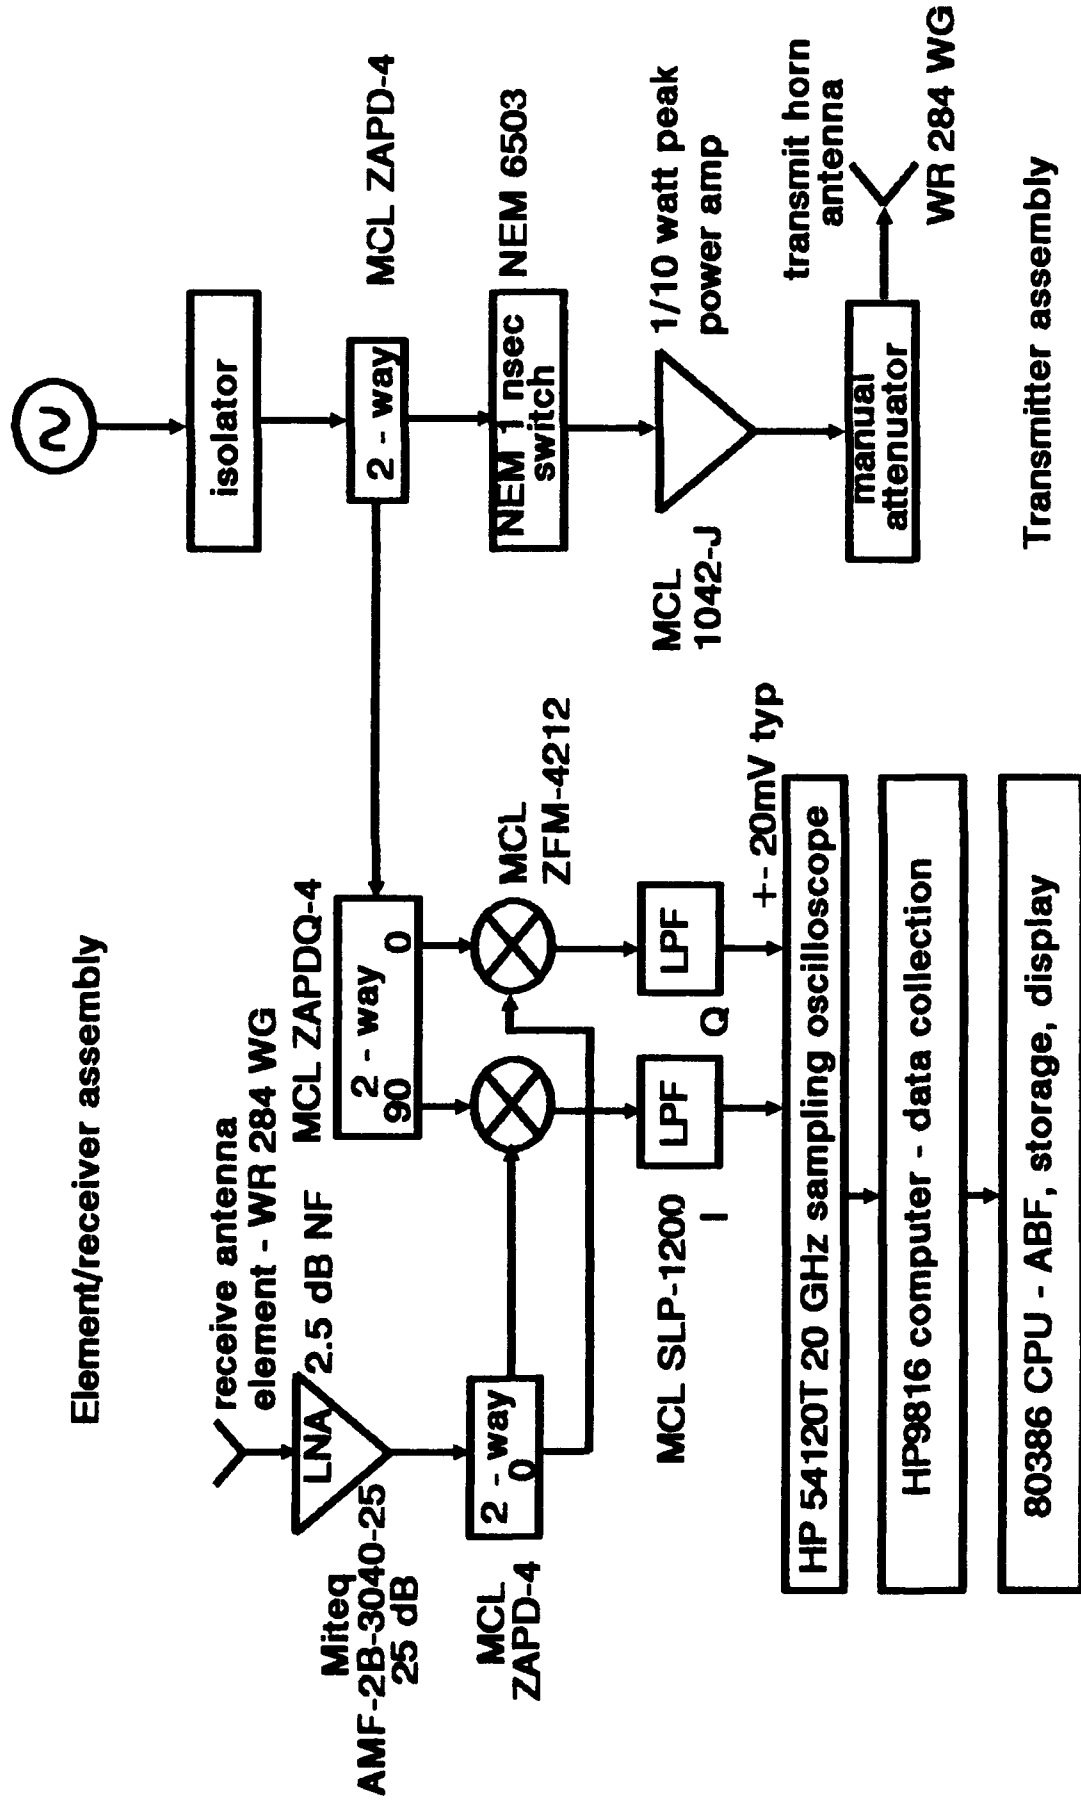 Element/receiver assembly
receive antenna
element - WR 284 WG
LNA
2.5 dB NF
Miteq
AMF-2B-3040-25
25 dB
MCL ZAPDQ-4
2 - way
90
0
2 - way
0
MCL
ZAPD-4
MCL
ZFM-4212
LPF
LPF
MCL SLP-1200
I
Q
+- 20mV typ
HP 54120T 20 GHz sampling oscilloscope
HP9816 computer - data collection
80386 CPU - ABF, storage, display
isolator
2 - way
MCL ZAPD-4
NEM 1 nsec
switch
NEM 6503
MCL
1042-J
1/10 watt peak
power amp
manual
attenuator
transmit horn
antenna
WR 284 WG
Transmitter assembly